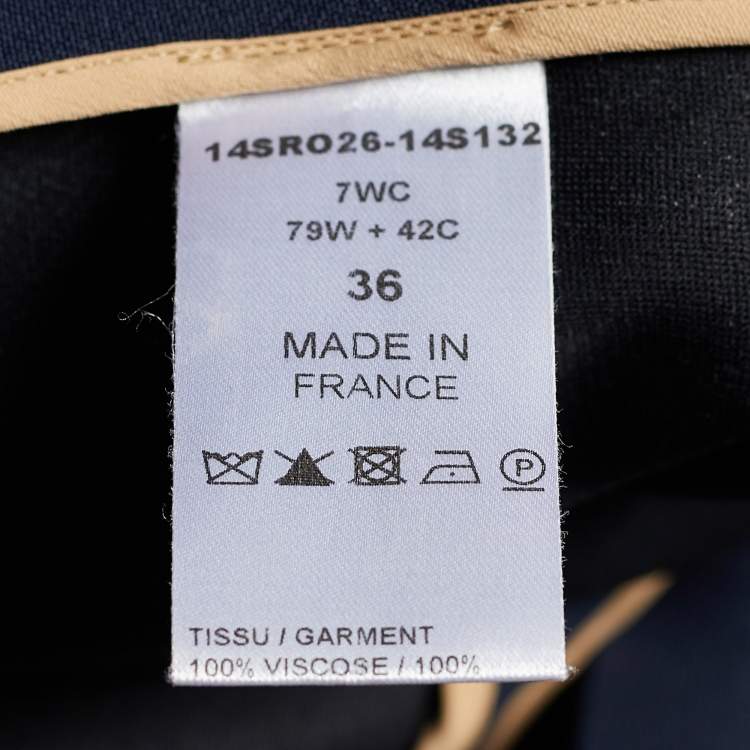 14SRO26-14S132
7WC
79W + 42C
36
MADE IN
FRANCE
P
TISSU / GARMENT
100% VISCOSE / 100%